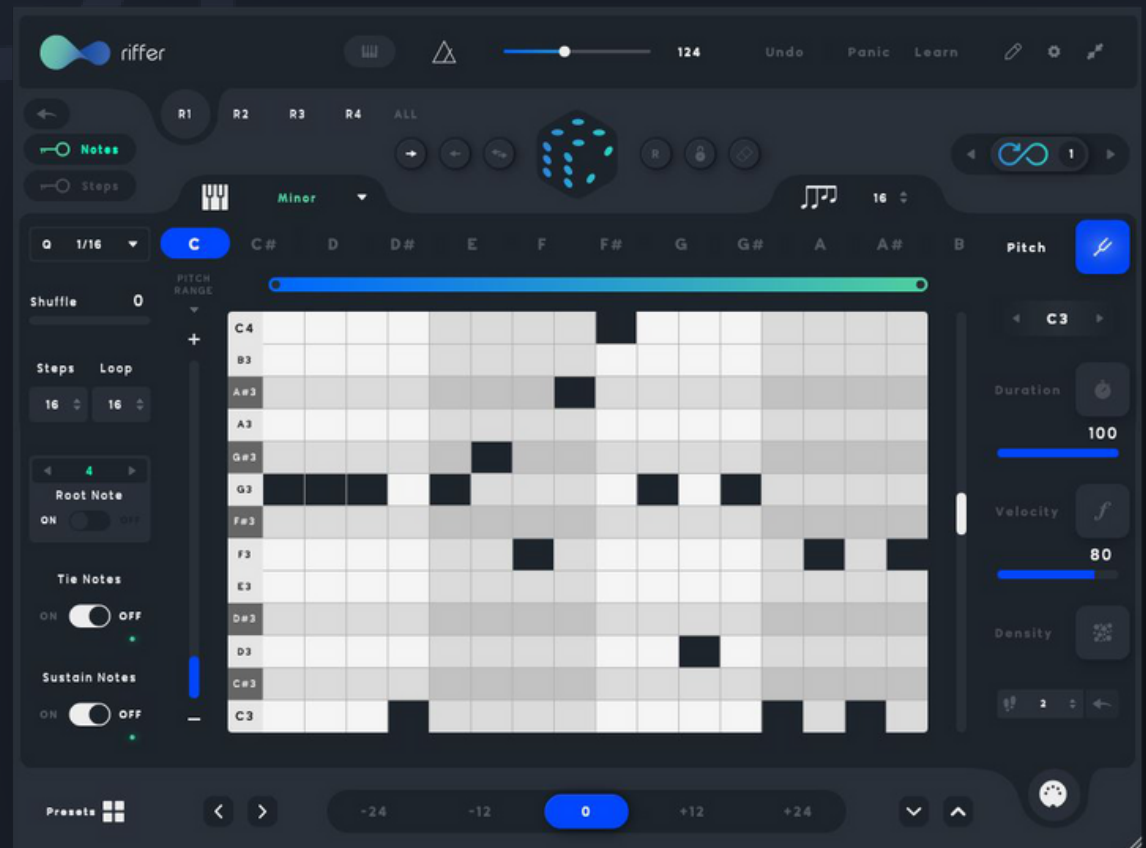 riffer 124 Undo Panic Learn
R1 R2 R3 R4 ALL
Notes R 1
Steps
Minor 16
Q 1/16 C C# D D# E F F# G G# A A# B Pitch
PITCH
RANGE
Shuffle 0
C3
+
C4
B3
Steps Loop
A#3 Duration
16 16
A3
100
G#3
4
G3
Root Note
ON OFF
F#3 Velocity f
F3 80
Tie Notes
E3
ON OFF
D#3 Density
D3
Sustain Notes
C#3
ON OFF
C3 2
−
Presets < > -24 -12 0 +12 +24